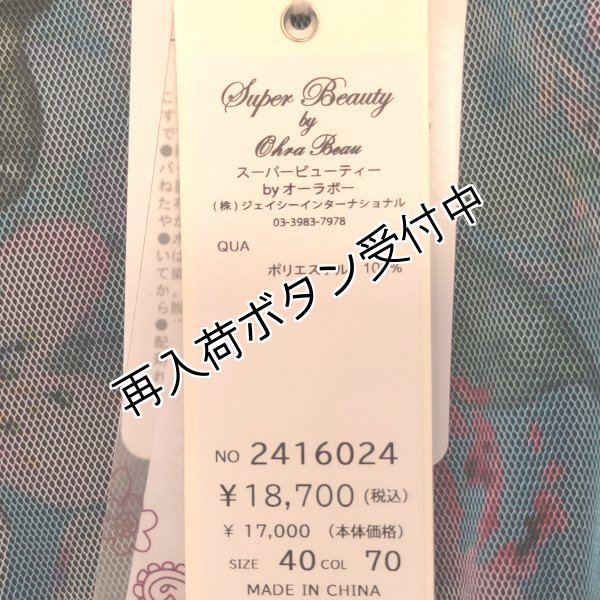 Super Beauty
by
Ohra Beau
スーパービューティー
by オーラボー
(株)ジェイシーインターナショナル
03-3983-7978
QUA
ポリエステル 100%
再入荷ボタン受付中
NO 2416024
¥18,700(税込)
¥ 17,000 (本体価格)
SIZE 40 COL 70
MADE IN CHINA